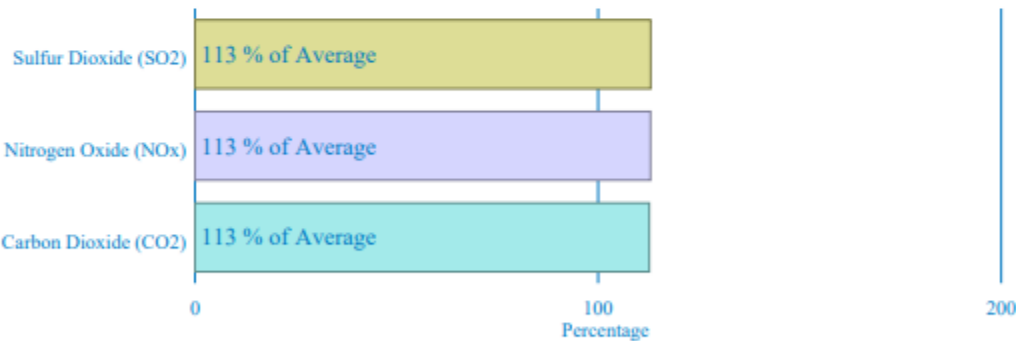 Sulfur Dioxide (SO2) 113 % of Average
Nitrogen Oxide (NOx) 113 % of Average
Carbon Dioxide (CO2) 113 % of Average
0 100 200
Percentage